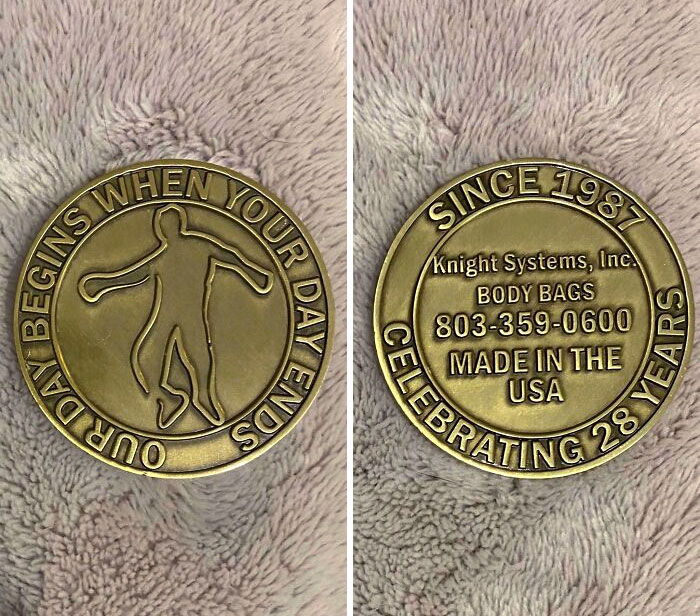 OUR DAY BEGINS WHEN YOUR DAY ENDS
SINCE 1987
Knight Systems, Inc.
BODY BAGS
803-359-0600
MADE IN THE
USA
CELEBRATING 28 YEARS